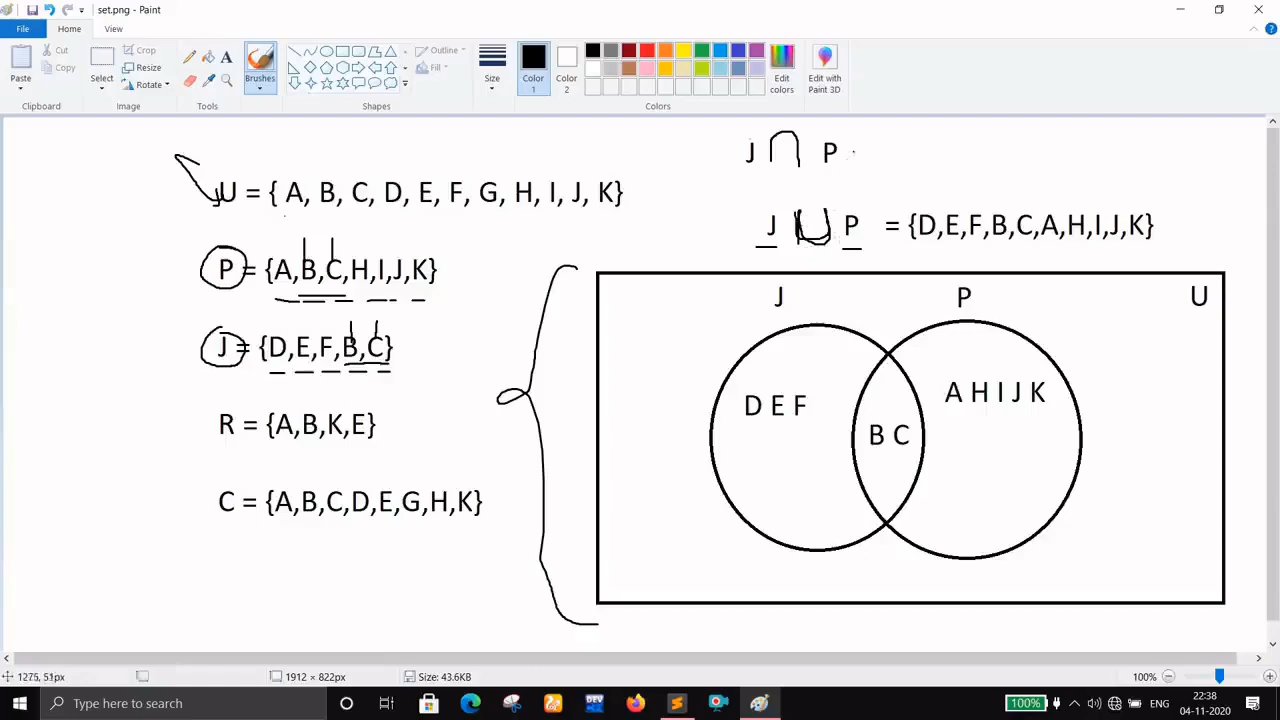 set.png - Paint
File Home View
Paste
Cut
Copy
Clipboard
Select
Crop
Resize
Rotate
Image
Tools
Brushes
Shapes
Outline
Fill
Size
Color 1
Color 2
Edit colors
Colors
Edit with Paint 3D
J ∩ P
U = { A, B, C, D, E, F, G, H, I, J, K}
J U P = {D,E,F,B,C,A,H,I,J,K}
P = {A,B,C,H,I,J,K}
J P U
J = {D,E,F,B,C}
D E F
B C
A H I J K
R = {A,B,K,E}
C = {A,B,C,D,E,G,H,K}
1275, 51px
1912 × 822px
Size: 43.6KB
100%
Type here to search
DEV
100%
ENG
22:38
04-11-2020